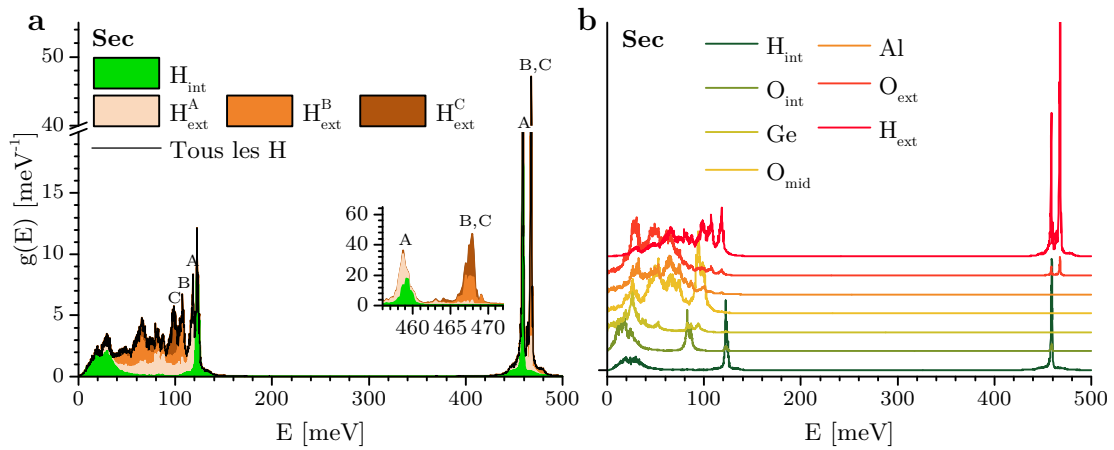 a
Sec
H_int
H^A_ext H^B_ext H^C_ext
Tous les H
g(E) [meV^-1]
50
40
15
10
5
0
C
B
A
A
B,C
60
40
20
0
A
B,C
460 465 470
0 100 200 300 400 500
E [meV]
b
Sec
H_int Al
O_int O_ext
Ge H_ext
O_mid
0 100 200 300 400 500
E [meV]